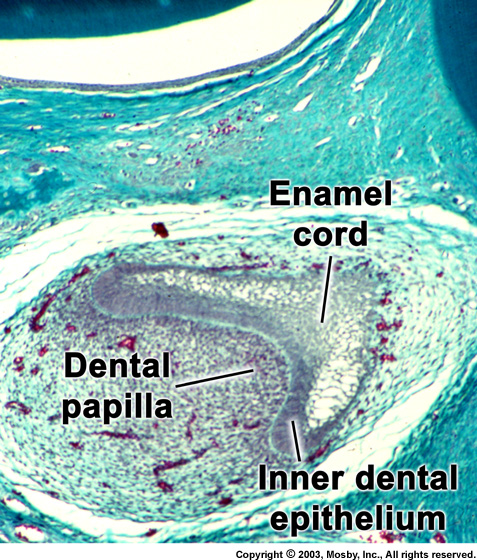 Enamel
cord
Dental
papilla
Inner dental
epithelium
Copyright © 2003, Mosby, Inc., All rights reserved.